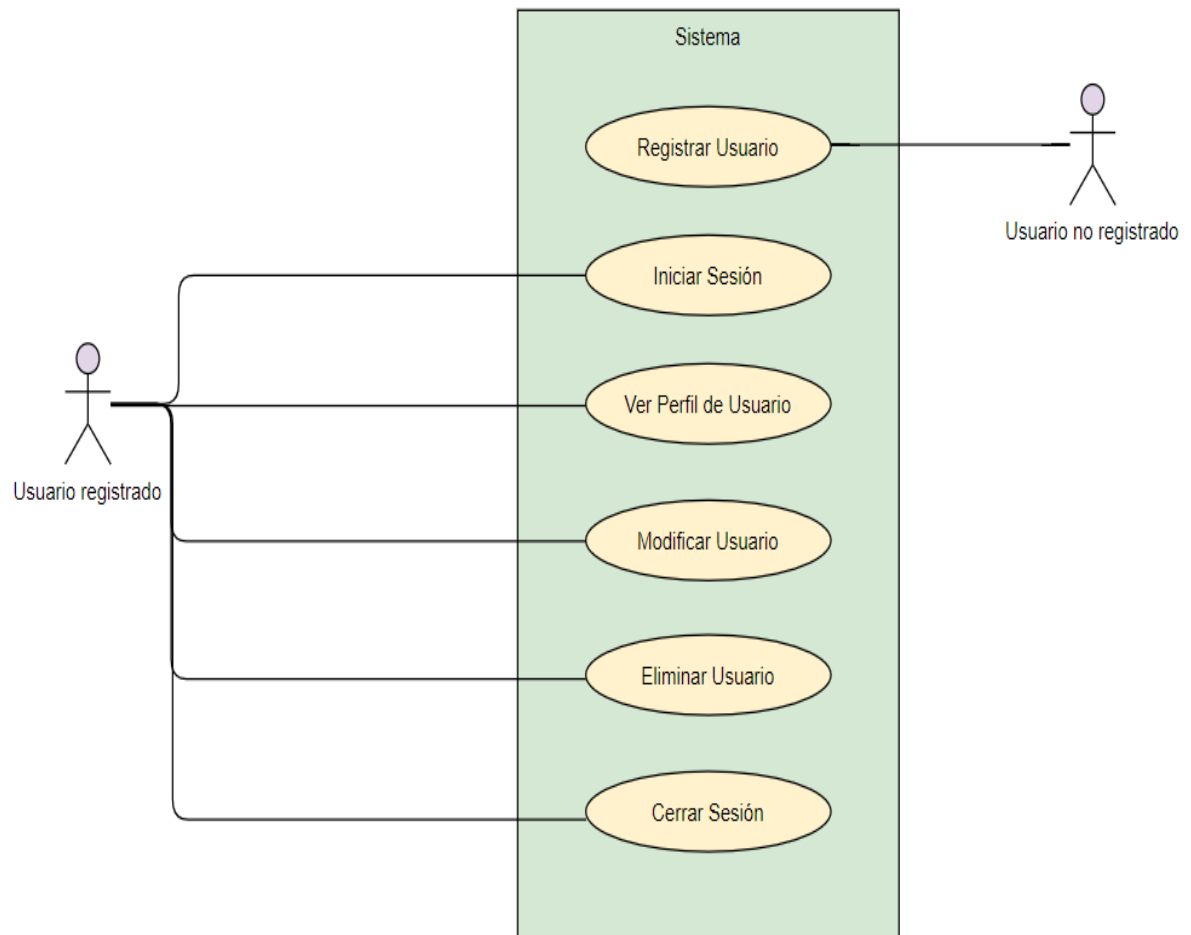 Sistema
Registrar Usuario
Usuario no registrado
Iniciar Sesión
Ver Perfil de Usuario
Usuario registrado
Modificar Usuario
Eliminar Usuario
Cerrar Sesión